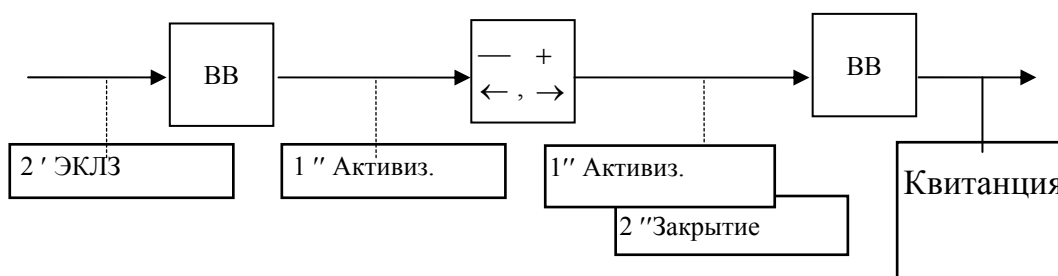 ВВ
— +
← , →
ВВ
2 ′ ЭКЛЗ
1 ′′ Активиз.
1′′ Активиз.
2 ′′Закрытие
Квитанция